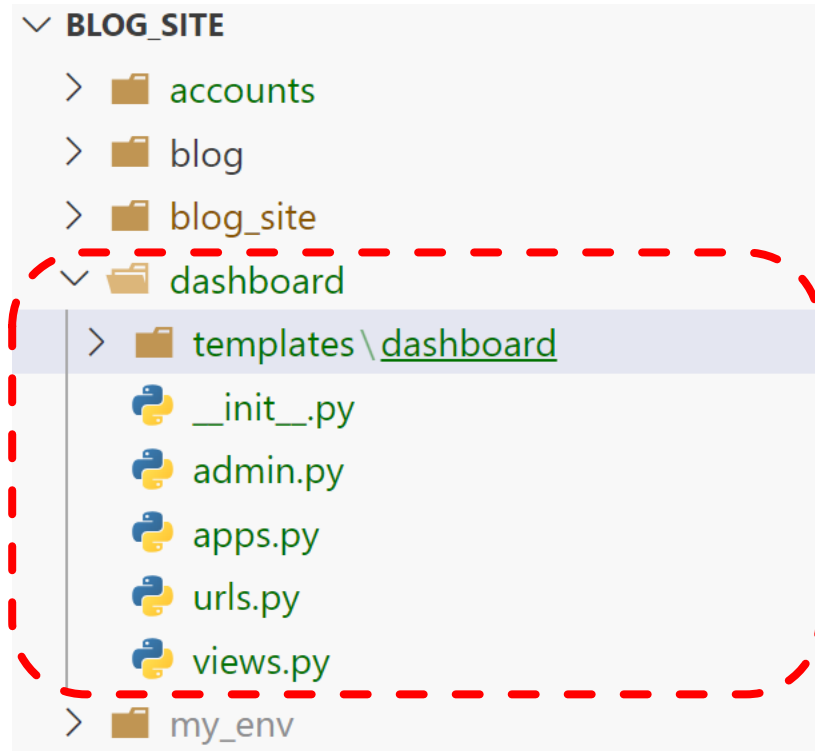 BLOG_SITE
accounts
blog
blog_site
dashboard
templates\dashboard
__init__.py
admin.py
apps.py
urls.py
views.py
my_env